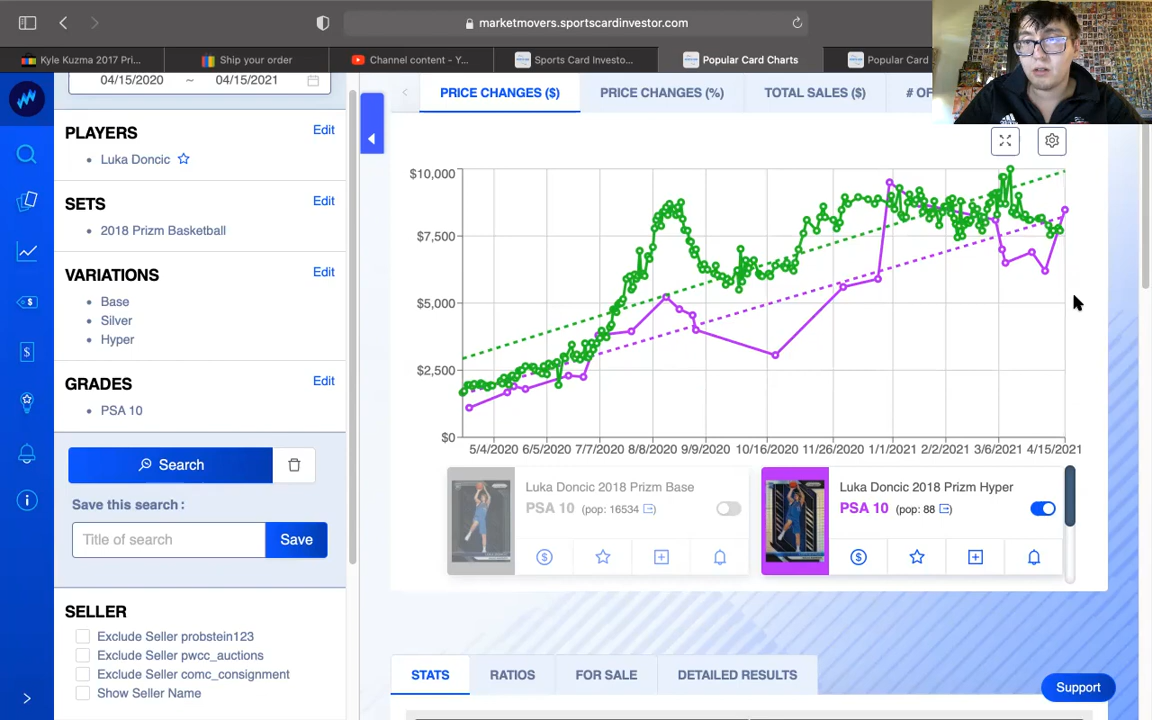 marketmovers.sportscardinvestor.com
Kyle Kuzma 2017 Pri...
Ship your order
Channel content - Y...
Sports Card Investo...
Popular Card Charts
Popular Card
04/15/2020 ~ 04/15/2021
PRICE CHANGES ($)
PRICE CHANGES (%)
TOTAL SALES ($)
# OF
PLAYERS
Edit
Luka Doncic
SETS
Edit
2018 Prizm Basketball
VARIATIONS
Edit
Base
Silver
Hyper
GRADES
Edit
PSA 10
Search
Save this search :
Title of search
Save
SELLER
Exclude Seller probstein123
Exclude Seller pwcc_auctions
Exclude Seller comc_consignment
Show Seller Name
$10,000
$7,500
$5,000
$2,500
$0
5/4/2020 6/5/2020 7/7/2020 8/8/2020 9/9/2020 10/16/2020 11/26/2020 1/1/2021 2/2/2021 3/6/2021 4/15/2021
Luka Doncic 2018 Prizm Base
PSA 10 (pop: 16534)
Luka Doncic 2018 Prizm Hyper
PSA 10 (pop: 88)
STATS
RATIOS
FOR SALE
DETAILED RESULTS
Support